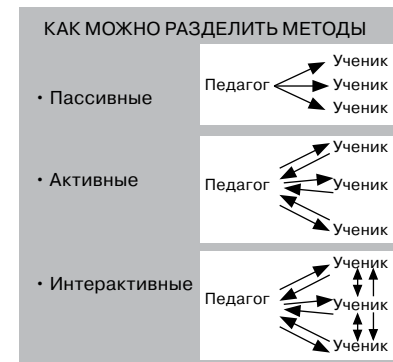 КАК МОЖНО РАЗДЕЛИТЬ МЕТОДЫ
• Пассивные
Педагог
Ученик
Ученик
Ученик
• Активные
Педагог
Ученик
Ученик
Ученик
• Интерактивные
Педагог
Ученик
Ученик
Ученик